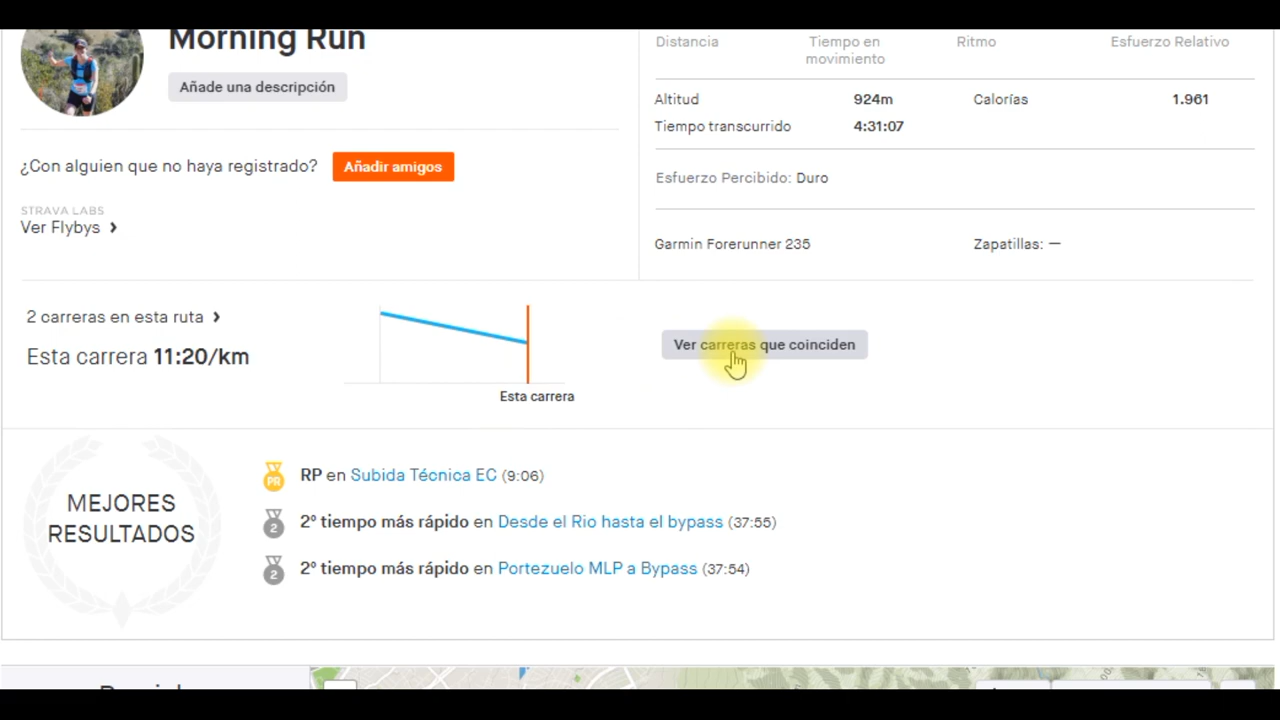 Morning Run
Añade una descripción
¿Con alguien que no haya registrado? Añadir amigos
STRAVA LABS
Ver Flybys
Distancia
Tiempo en
movimiento
Ritmo
Esfuerzo Relativo
Altitud 924m Calorías 1.961
Tiempo transcurrido 4:31:07
Esfuerzo Percibido: Duro
Garmin Forerunner 235 Zapatillas: —
2 carreras en esta ruta
Esta carrera 11:20/km
Esta carrera
Ver carreras que coinciden
MEJORES
RESULTADOS
PR
RP en Subida Técnica EC (9:06)
2
2º tiempo más rápido en Desde el Rio hasta el bypass (37:55)
2
2º tiempo más rápido en Portezuelo MLP a Bypass (37:54)